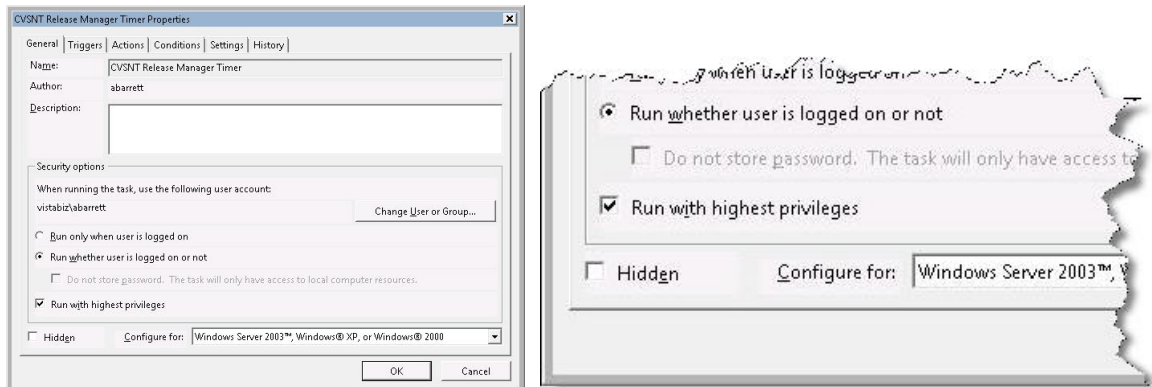 CVSNT Release Manager Timer Properties
General Triggers Actions Conditions Settings History
Name: CVSNT Release Manager Timer
Author: abarrett
Description:
Security options
When running the task, use the following user account:
vistabiz\abarrett
Change User or Group...
Run only when user is logged on
Run whether user is logged on or not
Do not store password. The task will only have access to local computer resources.
Run with highest privileges
Hidden Configure for: Windows Server 2003™, Windows® XP, or Windows® 2000
OK Cancel
when user is logged on
Run whether user is logged on or not
Do not store password. The task will only have access to
Run with highest privileges
Hidden Configure for: Windows Server 2003™,